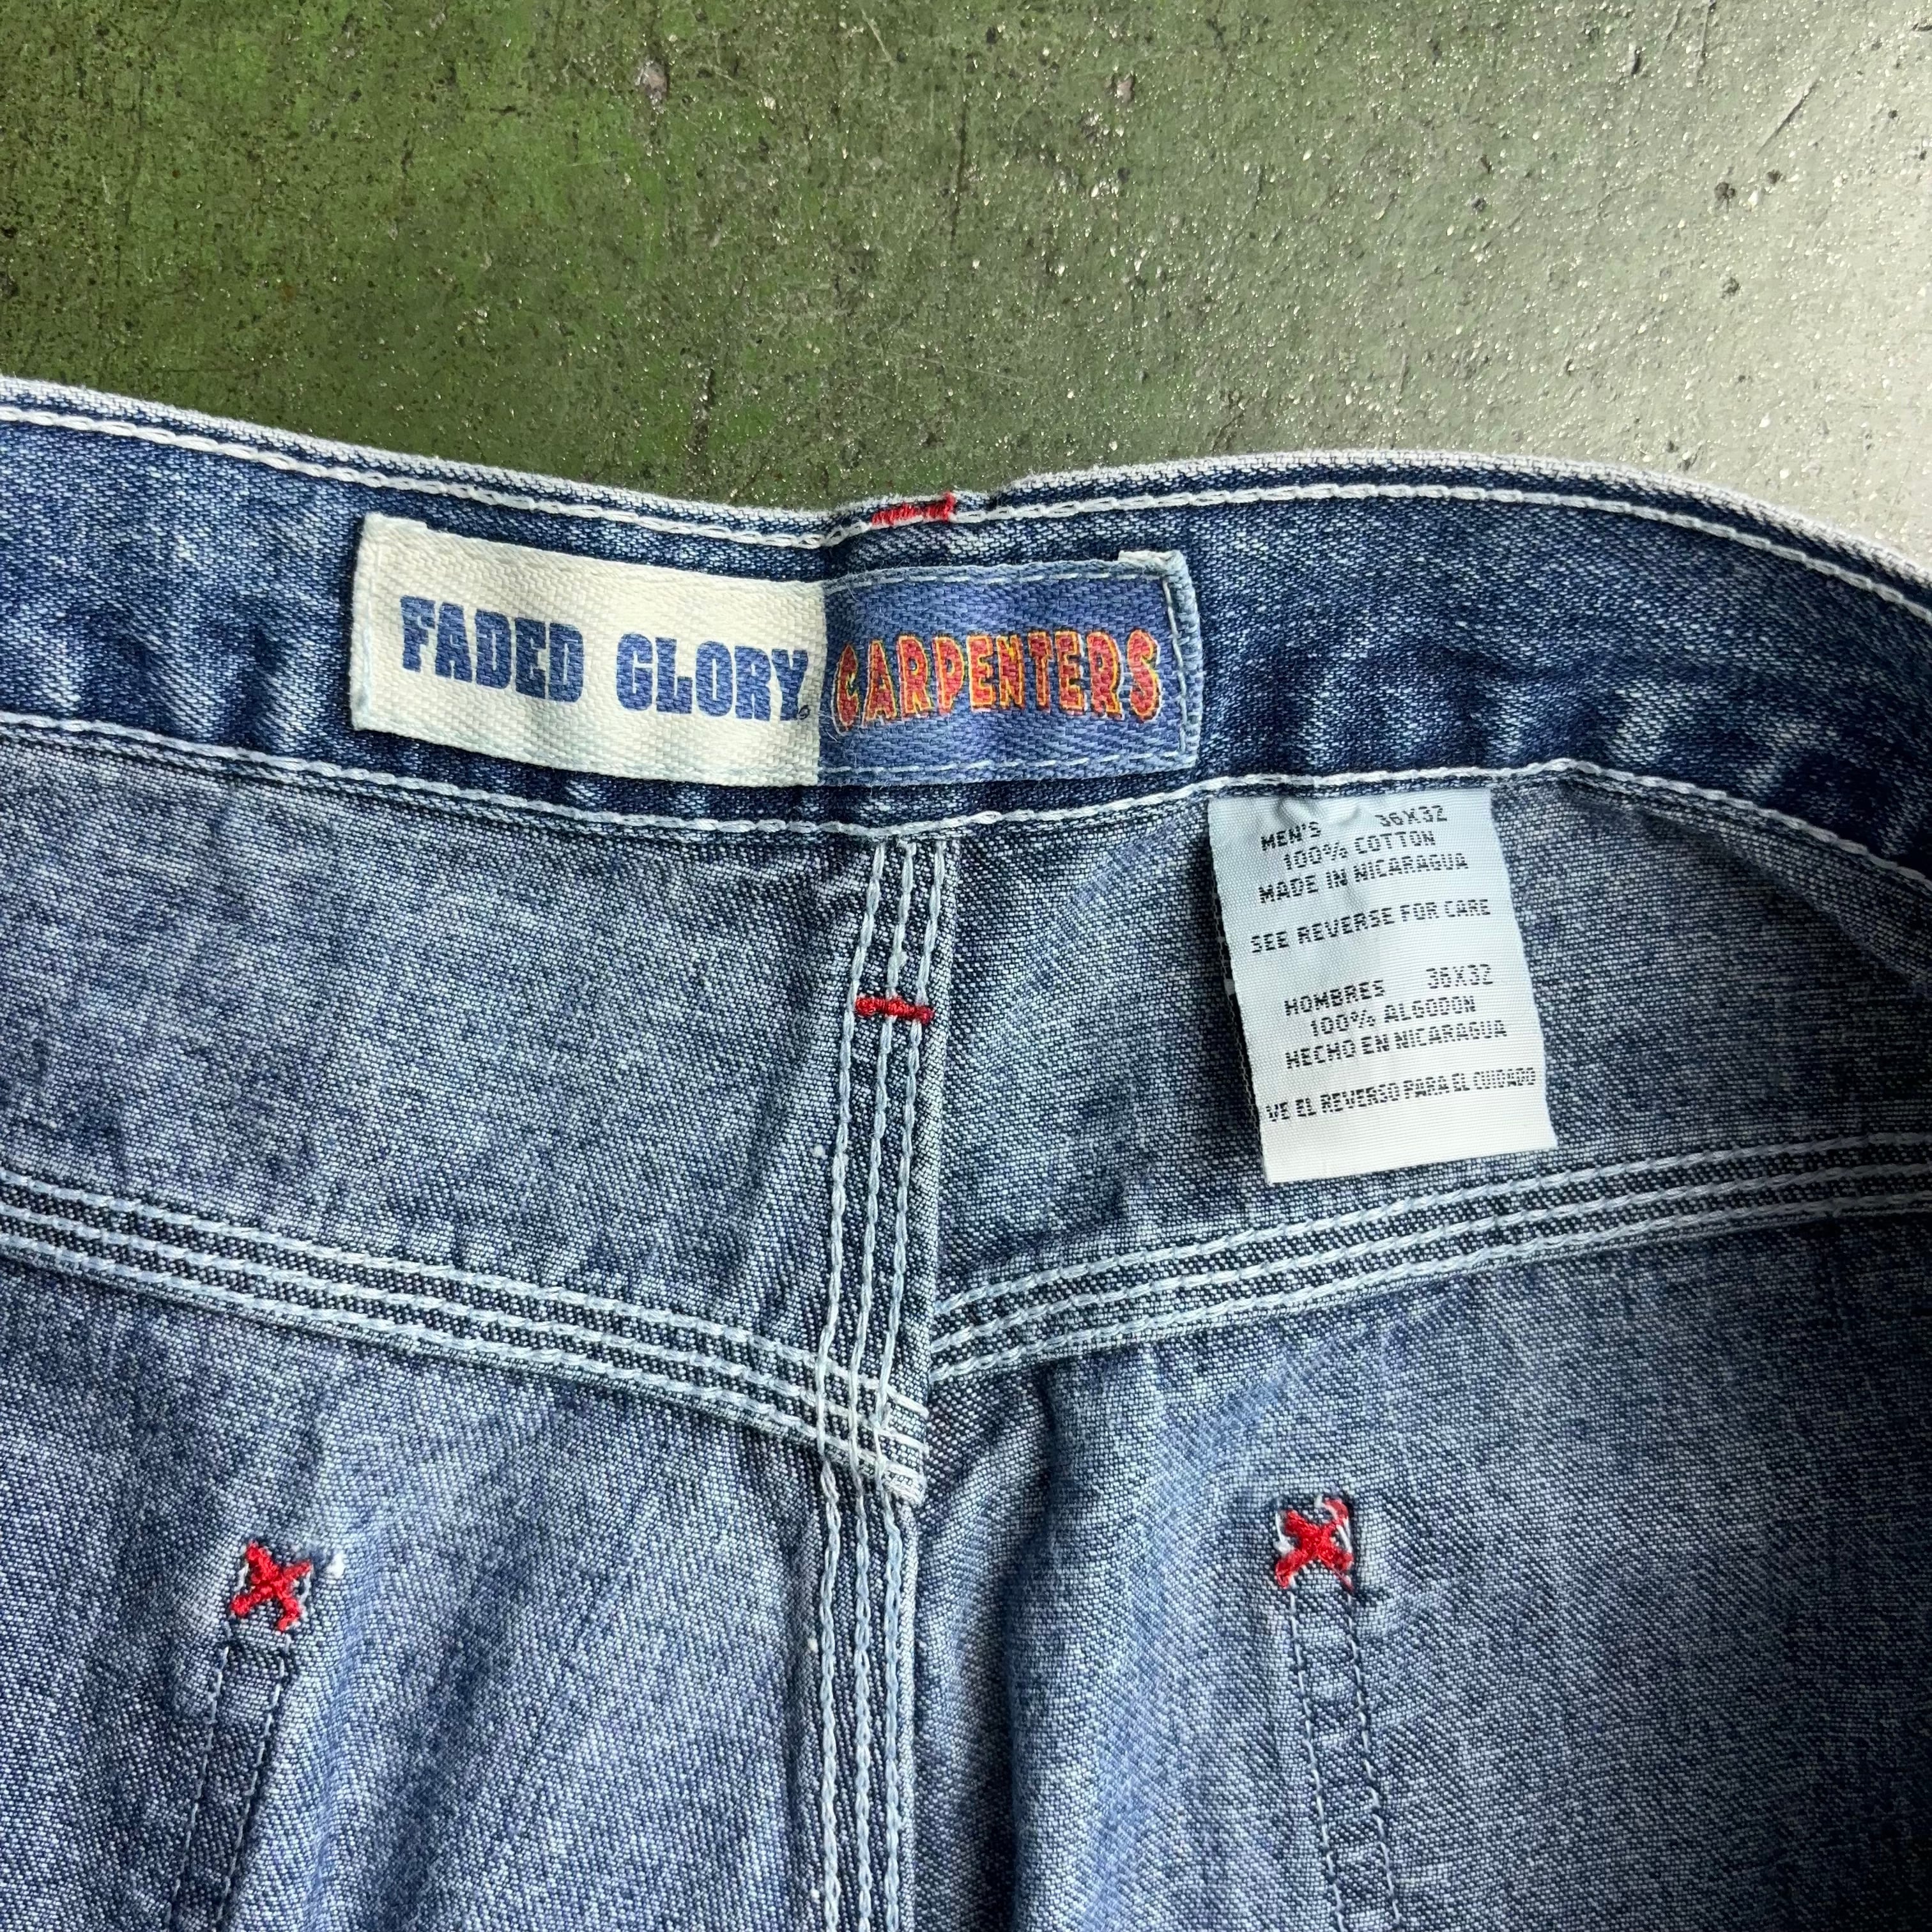 FADED GLORY®
CARPENTERS
MEN'S 36X32
100% COTTON
MADE IN NICARAGUA
SEE REVERSE FOR CARE
HOMBRES 36X32
100% ALGODON
HECHO EN NICARAGUA
VE EL REVERSO PARA EL CUIDADO